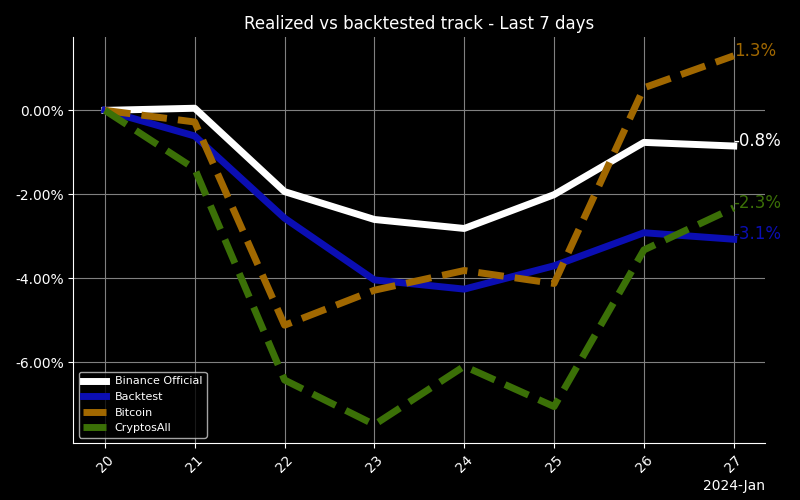 Realized vs backtested track - Last 7 days
1.3%
0.00%
-0.8%
-2.00%
-2.3%
-3.1%
-4.00%
-6.00%
Binance Official
Backtest
Bitcoin
CryptosAll
20 21 22 23 24 25 26 27
2024-Jan